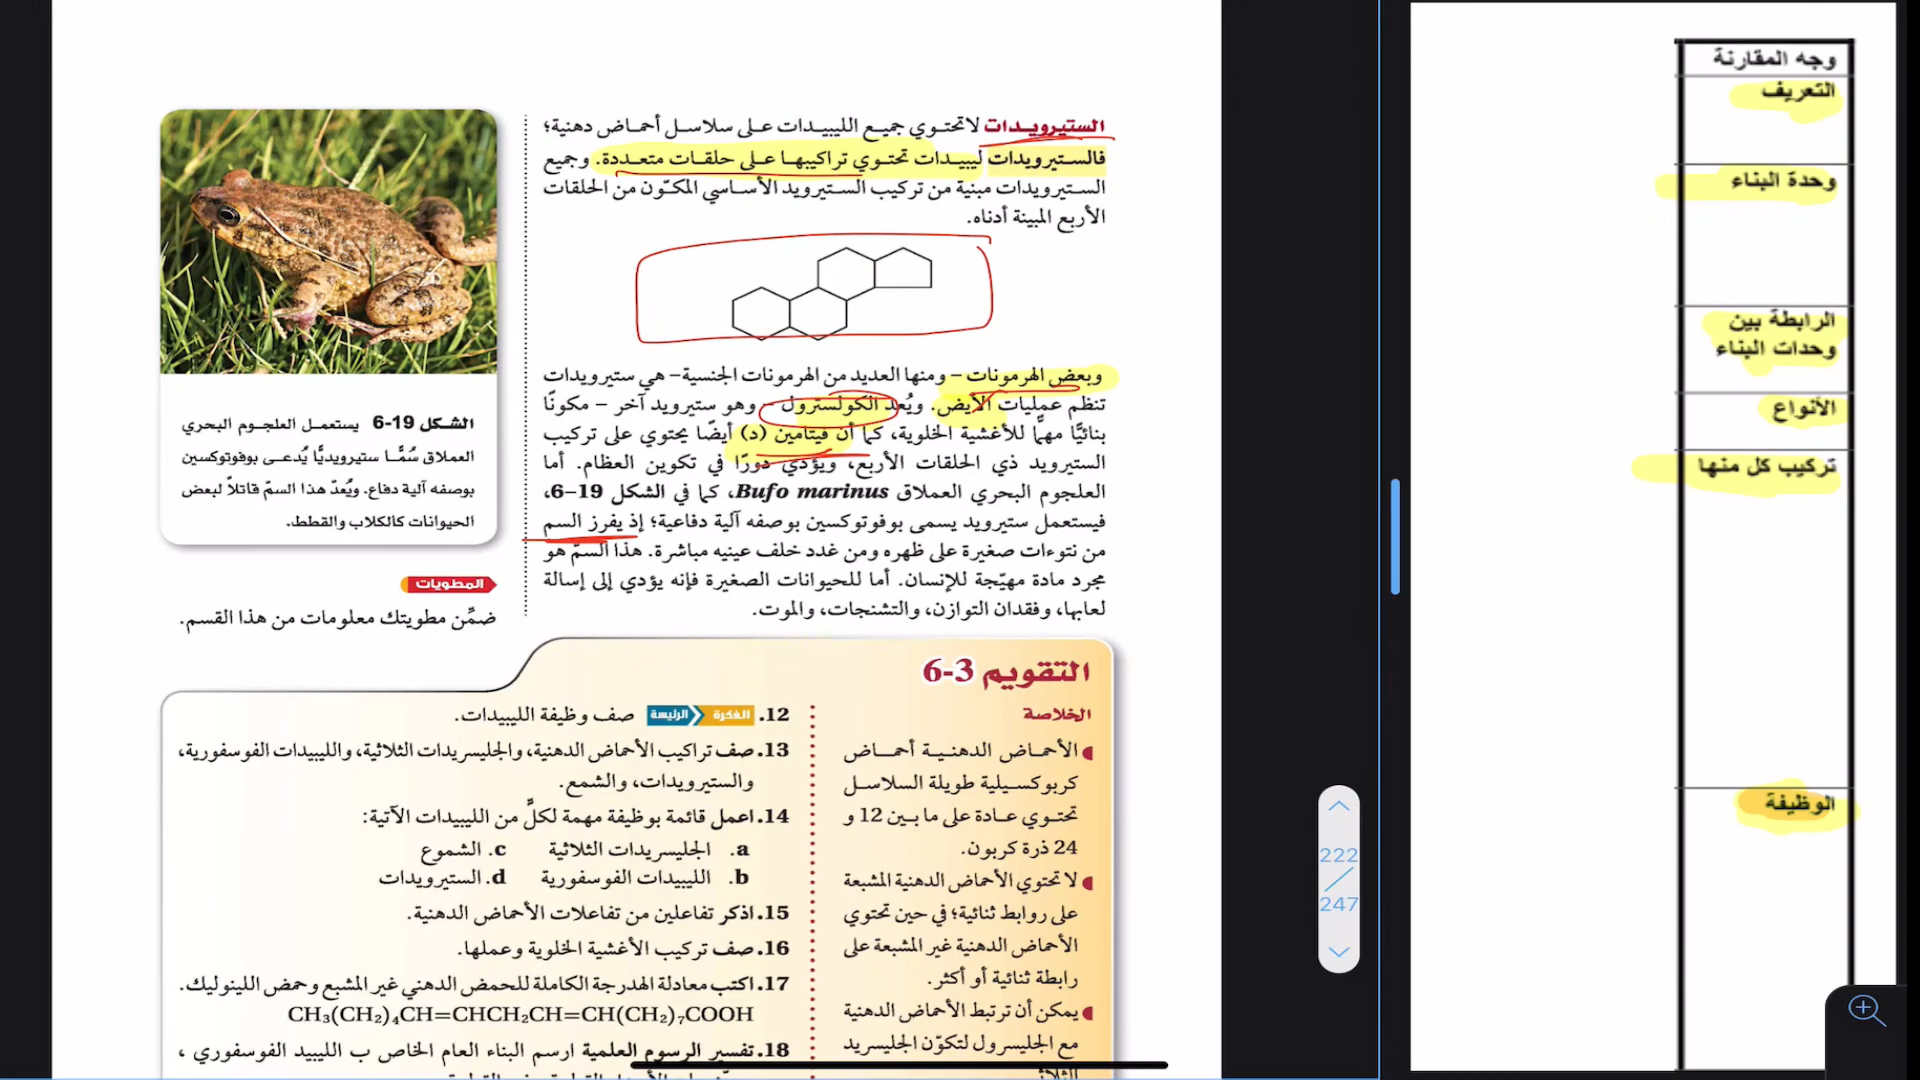 الستيرويدات لا تحتوي جميع الليبيدات على سلاسل أحماض دهنية؛
فالستيرويدات ليبيدات تحتوي تراكيبها على حلقات متعددة. وجميع
الستيرويدات مبنية من تركيب الستيرويد الأساسي المكوّن من الحلقات
الأربع المبينة أدناه.
وبعض الهرمونات – ومنها العديد من الهرمونات الجنسية– هي ستيرويدات
تنظم عمليات الأيض. ويُعد الكولسترول – وهو ستيرويد آخر – مكونًا
بنائيًّا مهمًّا للأغشية الخلوية، كما أن فيتامين (د) أيضًا يحتوي على تركيب
الستيرويد ذي الحلقات الأربع، ويؤدي دورًا في تكوين العظام. أما
العلجوم البحري العملاق Bufo marinus، كما في الشكل 19–6،
فيستعمل ستيرويد يسمى بوفوتوكسين بوصفه آلية دفاعية؛ إذ يفرز السم
من نتوءات صغيرة على ظهره ومن غدد خلف عينيه مباشرة. هذا السمّ هو
مجرد مادة مهيّجة للإنسان. أما للحيوانات الصغيرة فإنه يؤدي إلى إسالة
لعابها، وفقدان التوازن، والتشنجات، والموت.
الشكل 19-6 يستعمل العلجوم البحري
العملاق سُمًّا ستيرويديًّا يُدعى بوفوتوكسين
بوصفه آلية دفاع. ويُعدّ هذا السمّ قاتلاً لبعض
الحيوانات كالكلاب والقطط.
المطويات
ضمِّن مطويتك معلومات من هذا القسم.
التقويم 3-6
الخلاصة
الأحماض الدهنية أحماض
كربوكسيلية طويلة السلاسل
تحتوي عادة على ما بين 12 و
24 ذرة كربون.
لا تحتوي الأحماض الدهنية المشبعة
على روابط ثنائية؛ في حين تحتوي
الأحماض الدهنية غير المشبعة على
رابطة ثنائية أو أكثر.
يمكن أن ترتبط الأحماض الدهنية
مع الجليسرول لتكوّن الجليسريد
الثلاثي
12. الفكرة الرئيسة صف وظيفة الليبيدات.
13. صف تراكيب الأحماض الدهنية، والجليسريدات الثلاثية، والليبيدات الفوسفورية،
والستيرويدات، والشمع.
14. اعمل قائمة بوظيفة مهمة لكلٍّ من الليبيدات الآتية:
a. الجليسريدات الثلاثية c. الشموع
b. الليبيدات الفوسفورية d. الستيرويدات
15. اذكر تفاعلين من تفاعلات الأحماض الدهنية.
16. صف تركيب الأغشية الخلوية وعملها.
17. اكتب معادلة الهدرجة الكاملة للحمض الدهني غير المشبع وحمض اللينوليك.
CH₃(CH₂)₄CH=CHCH₂CH=CH(CH₂)₇COOH
18. تفسير الرسوم العلمية ارسم البناء العام الخاص ب الليبيد الفوسفوري ،
222
247
وجه المقارنة
التعريف
وحدة البناء
الرابطة بين
وحدات البناء
الأنواع
تركيب كل منها
الوظيفة